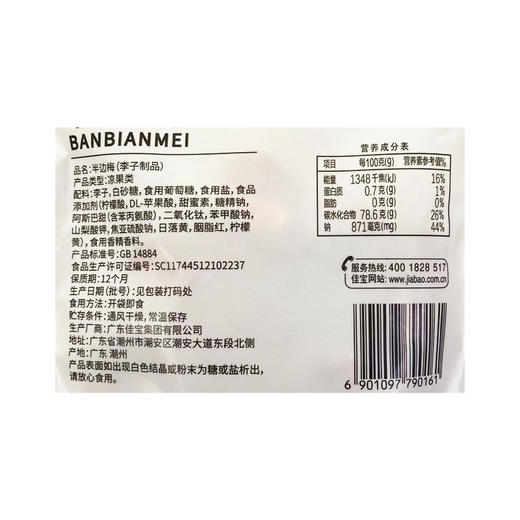 BANBIANMEI
品名:半边梅(李子制品)
产品类型:凉果类
配料:李子,白砂糖,食用葡萄糖,食用盐,食品
添加剂(柠檬酸,DL-苹果酸,甜蜜素,糖精钠,
阿斯巴甜(含苯丙氨酸),二氧化钛,苯甲酸钠,
山梨酸钾,焦亚硫酸钠,日落黄,胭脂红,柠檬
黄),食用香精香料。
产品标准号:GB 14884
食品生产许可证编号:SC11744512102237
保质期:12个月
生产日期(批号):见包装打码处
食用方法:开袋即食
贮存条件:通风干燥,常温保存
生产厂商:广东佳宝集团有限公司
地址:广东省潮州市潮安区潮安大道东段北侧
产地:广东 潮州
产品表面如出现白色结晶或粉末为糖或盐析出,
请放心食用。
营养成分表
项目 每100克(g) 营养素参考值%
能量 1348 千焦(kJ) 16%
蛋白质 0.7 克(g) 1%
脂肪 0 克(g) 0%
碳水化合物 78.6 克(g) 26%
钠 871 毫克(mg) 44%
服务热线:400 1828 517
佳宝网站:www.jiabao.com.cn
6 901097 790161